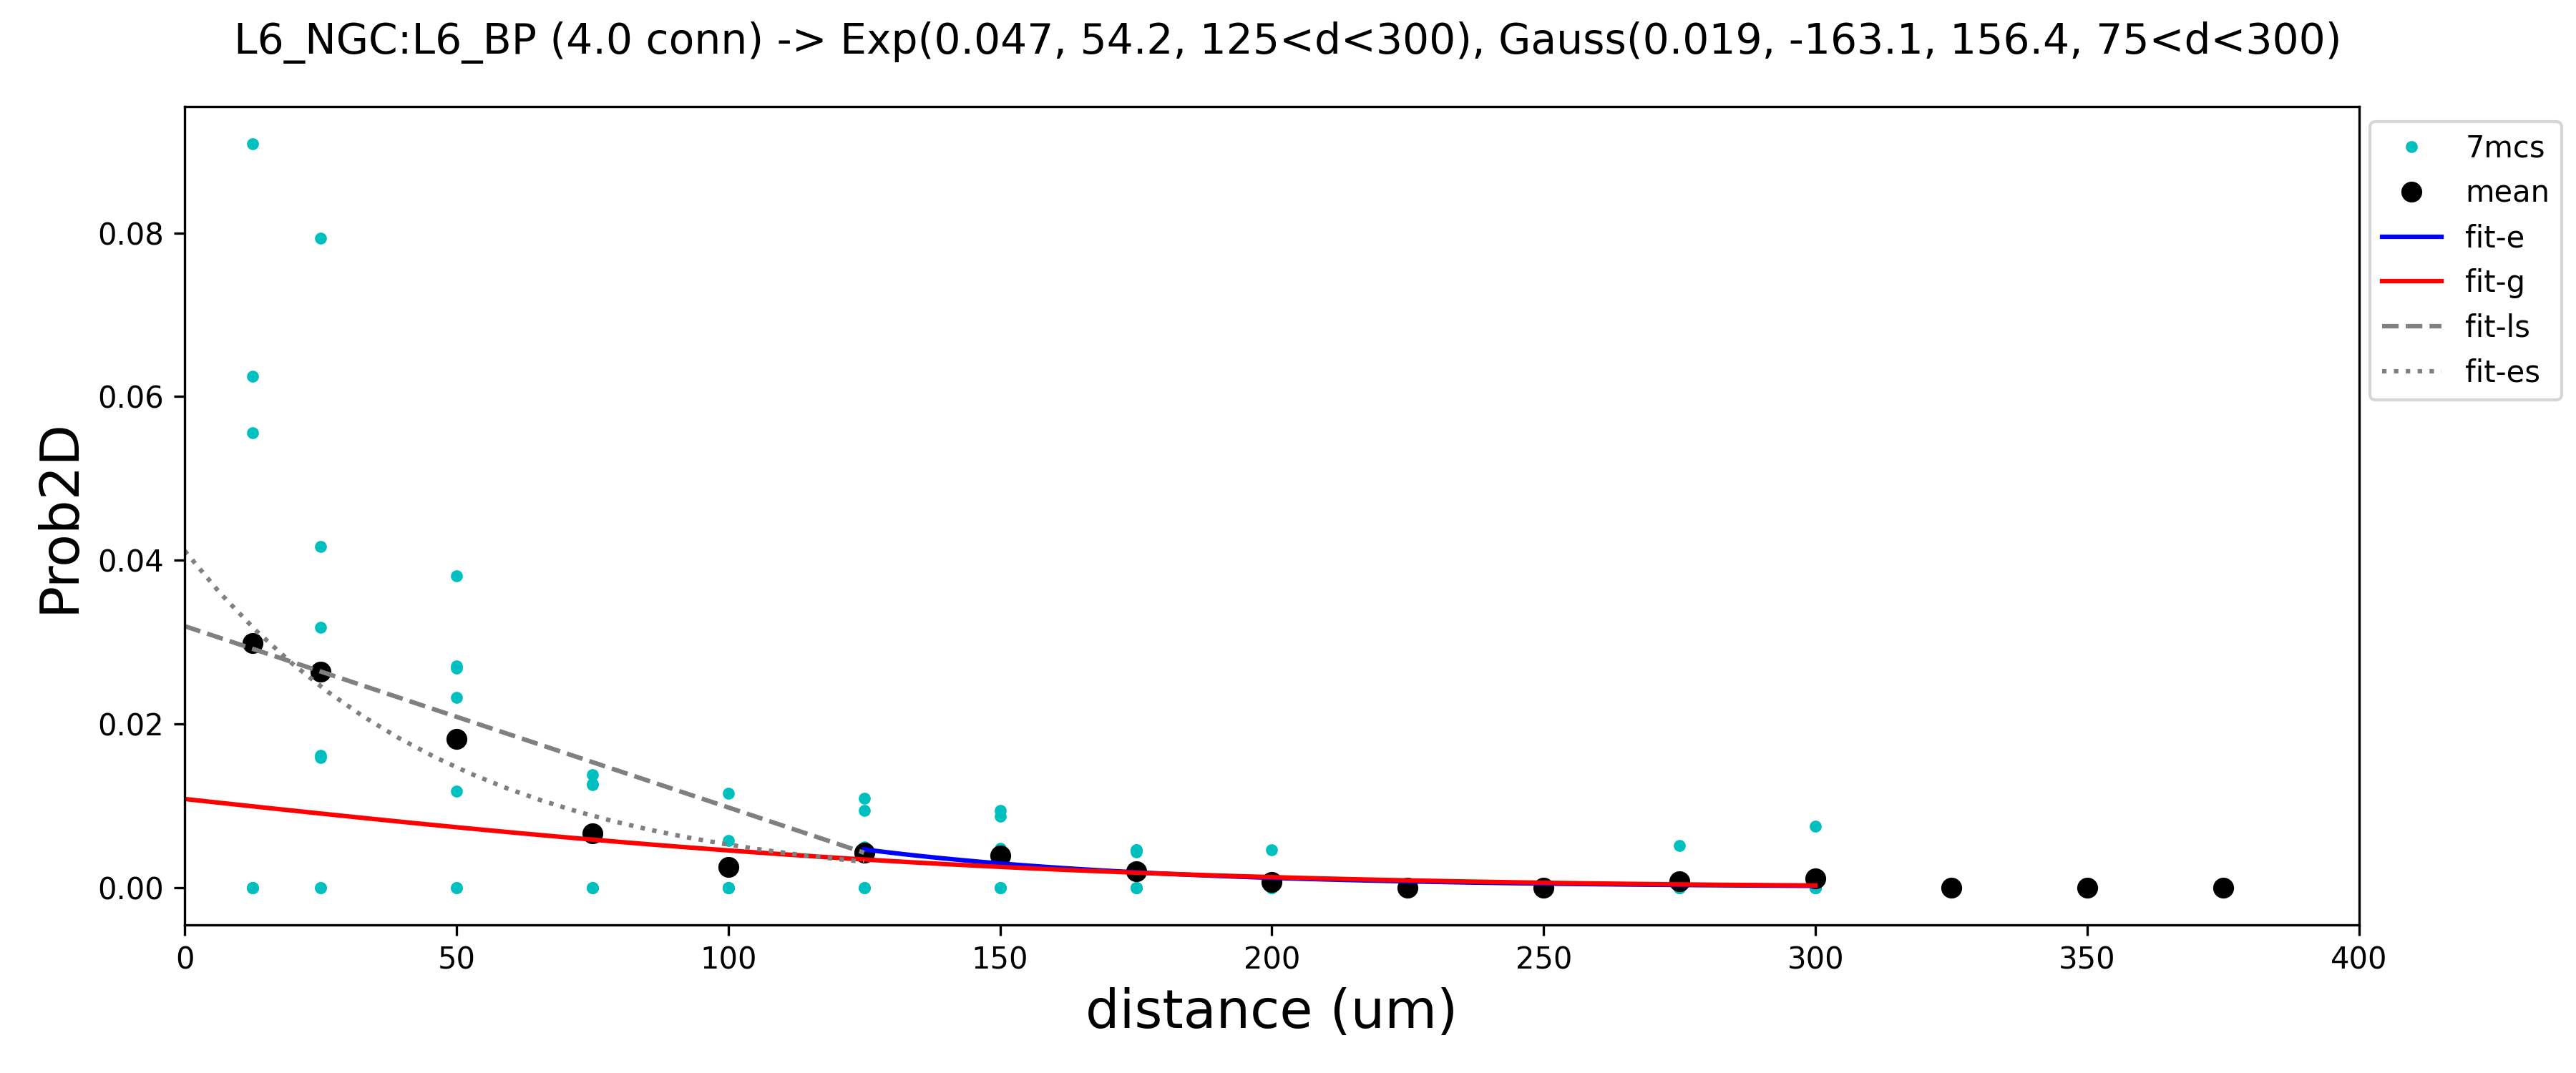 L6_NGC:L6_BP (4.0 conn) -> Exp(0.047, 54.2, 125<d<300), Gauss(0.019, -163.1, 156.4, 75<d<300)
7mcs
mean
fit-e
fit-g
fit-ls
fit-es
Prob2D
0.08
0.06
0.04
0.02
0.00
0 50 100 150 200 250 300 350 400
distance (um)